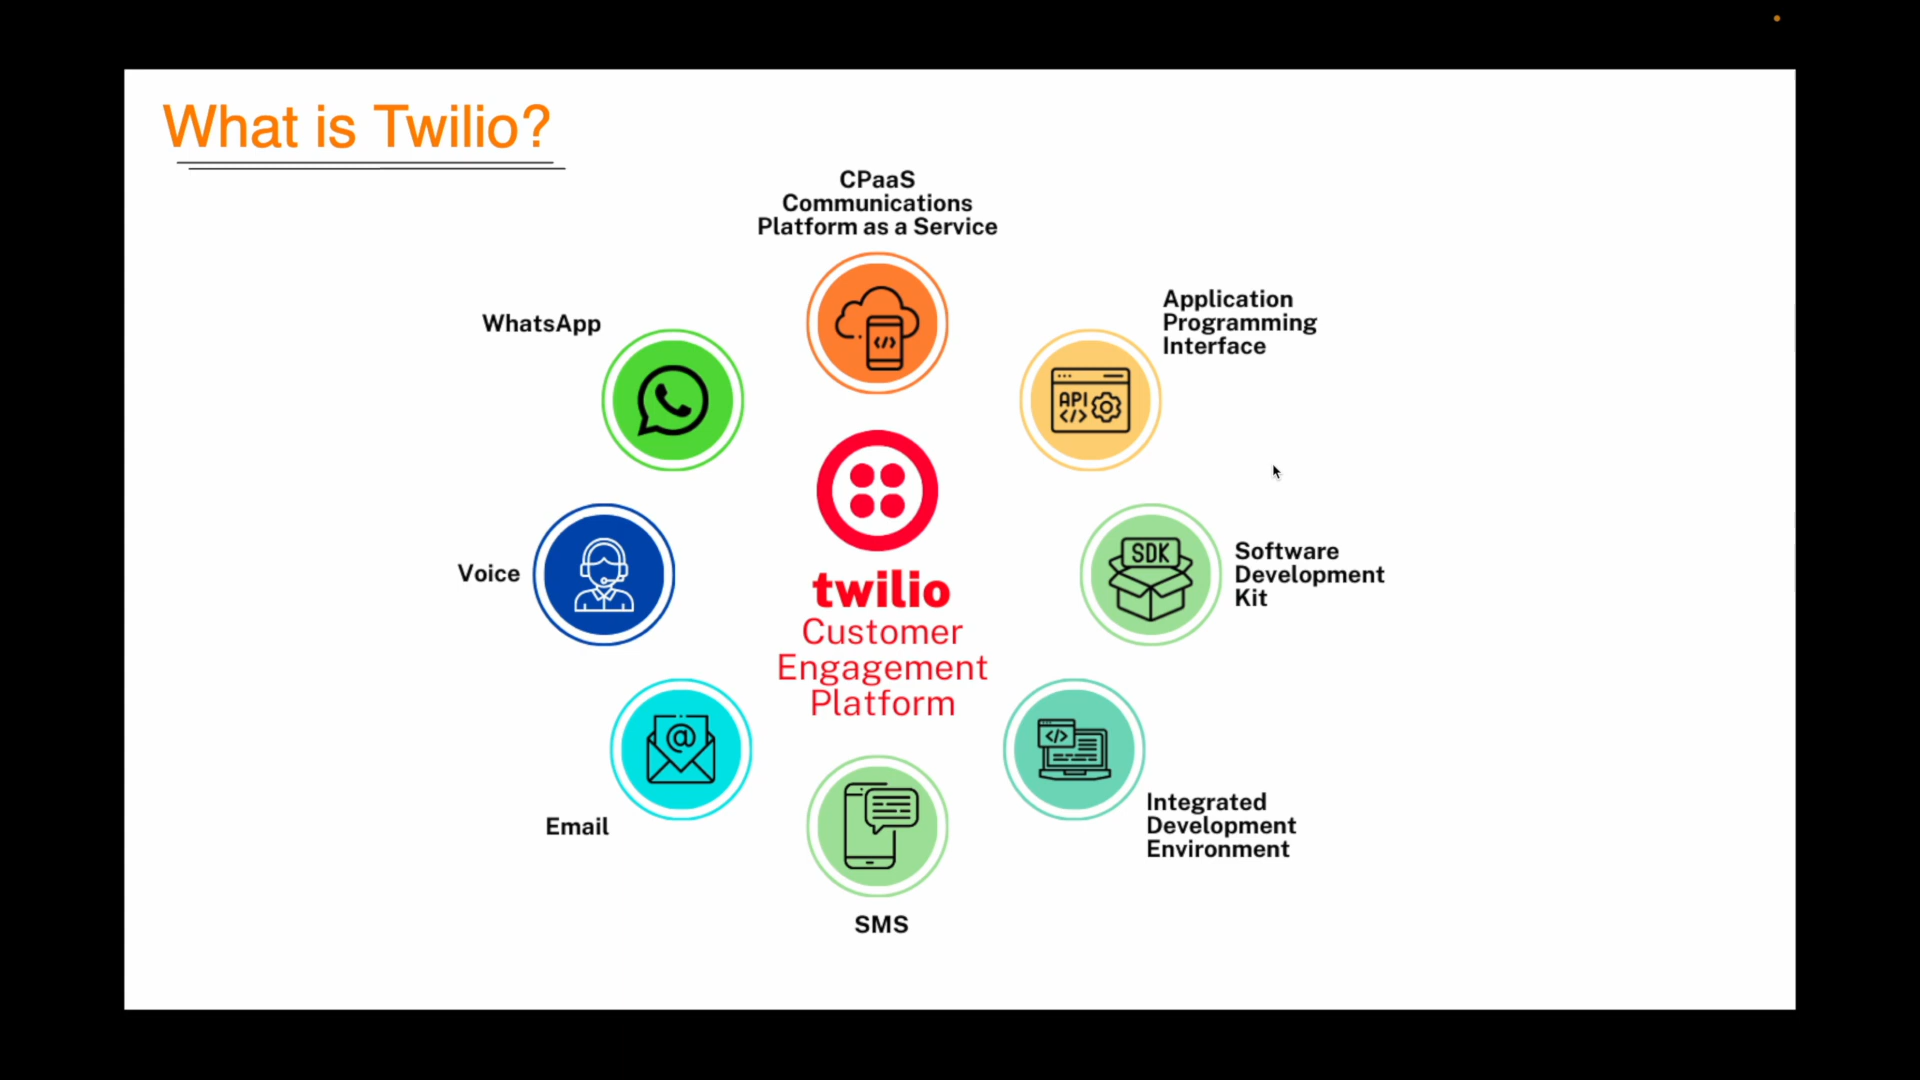 What is Twilio?
CPaaS
Communications
Platform as a Service
WhatsApp
Application
Programming
Interface
API
</>
</>
Voice
SDK
Software
Development
Kit
twilio
Customer
Engagement
Platform
@
Email
</>
Integrated
Development
Environment
SMS